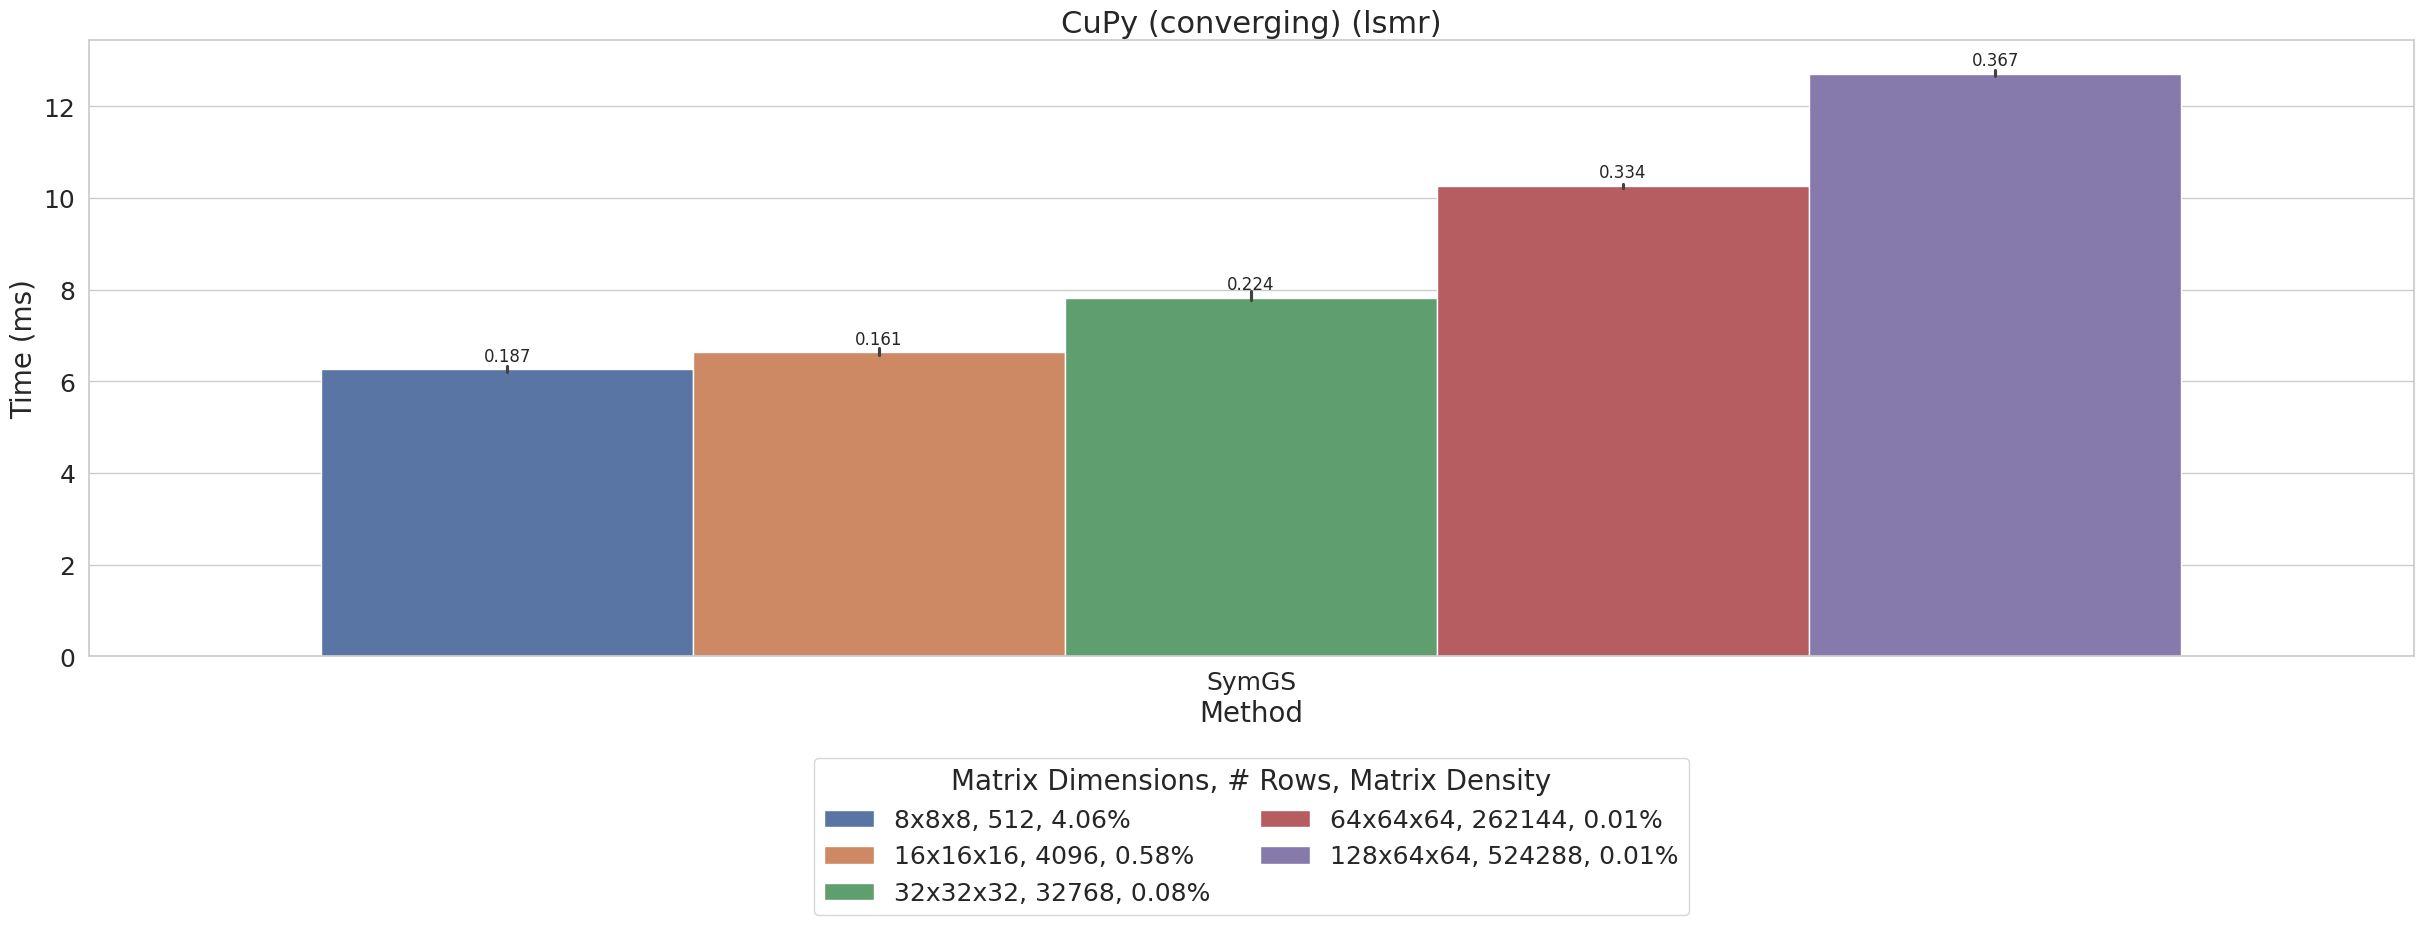 CuPy (converging) (lsmr)
Time (ms)
12
10
8
6
4
2
0
0.187
0.161
0.224
0.334
0.367
SymGS
Method
Matrix Dimensions, # Rows, Matrix Density
8x8x8, 512, 4.06%
16x16x16, 4096, 0.58%
32x32x32, 32768, 0.08%
64x64x64, 262144, 0.01%
128x64x64, 524288, 0.01%